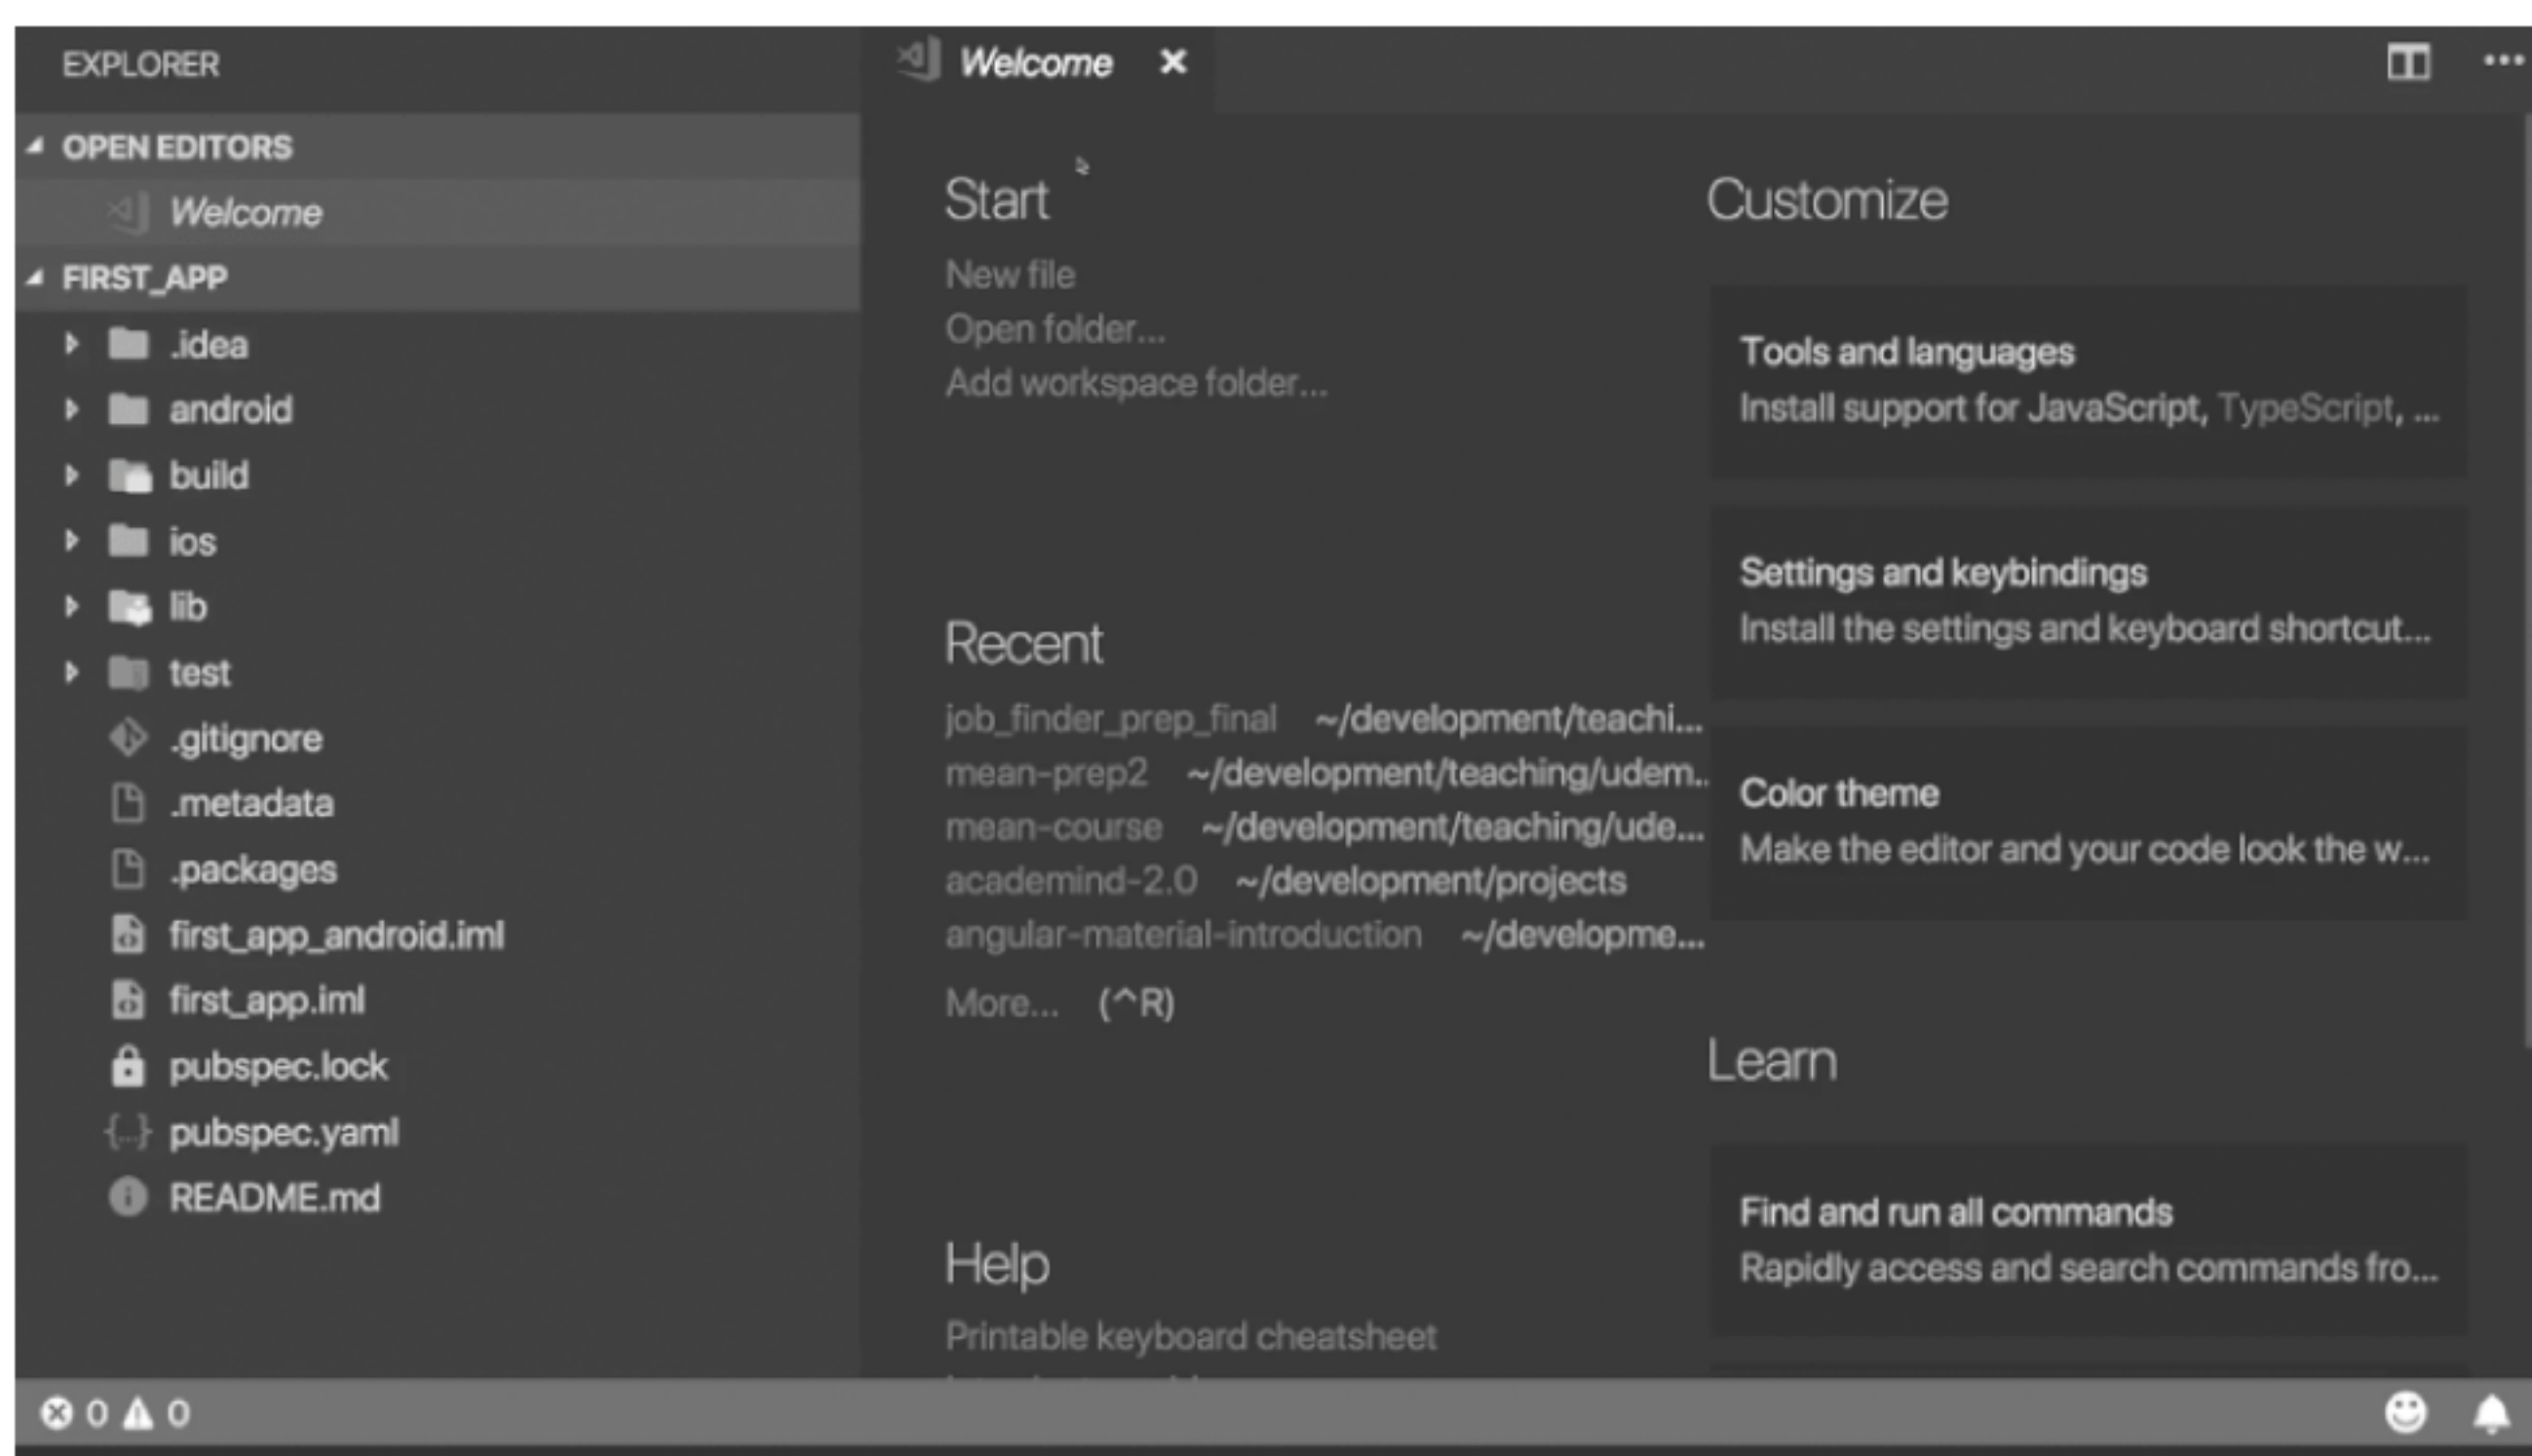 EXPLORER
OPEN EDITORS
Welcome
FIRST_APP
.idea
android
build
ios
lib
test
.gitignore
.metadata
.packages
first_app_android.iml
first_app.iml
pubspec.lock
pubspec.yaml
README.md
Welcome
Start
New file
Open folder...
Add workspace folder...
Recent
job_finder_prep_final ~/development/teachi...
mean-prep2 ~/development/teaching/udem...
mean-course ~/development/teaching/ude...
academind-2.0 ~/development/projects
angular-material-introduction ~/developme...
More... (^R)
Help
Printable keyboard cheatsheet
Customize
Tools and languages
Install support for JavaScript, TypeScript, ...
Settings and keybindings
Install the settings and keyboard shortcut...
Color theme
Make the editor and your code look the w...
Learn
Find and run all commands
Rapidly access and search commands fro...
0 0